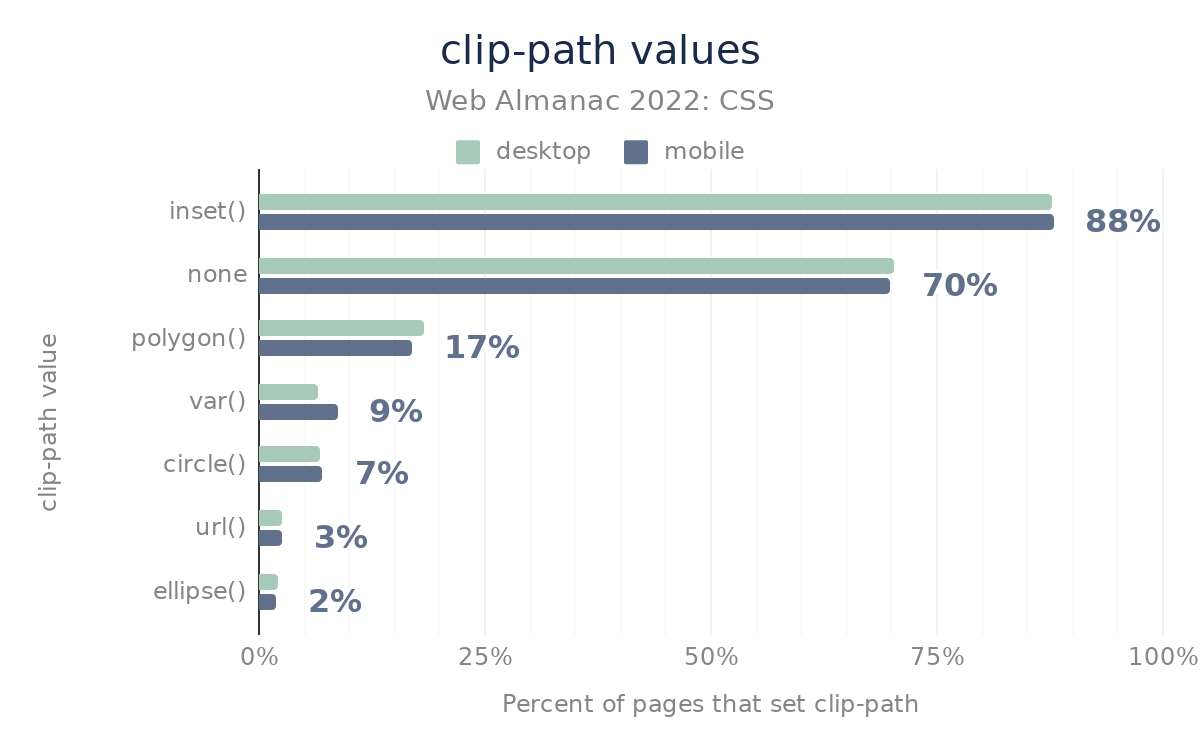 clip-path values
Web Almanac 2022: CSS
desktop
mobile
clip-path value
inset()
88%
none
70%
polygon()
17%
var()
9%
circle()
7%
url()
3%
ellipse()
2%
0%
25%
50%
75%
100%
Percent of pages that set clip-path